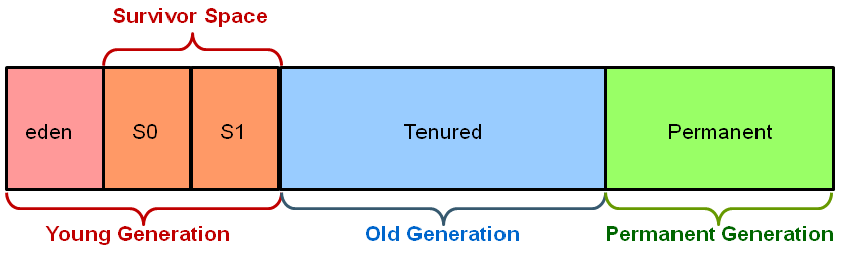 Survivor Space
eden
S0
S1
Tenured
Permanent
Young Generation
Old Generation
Permanent Generation